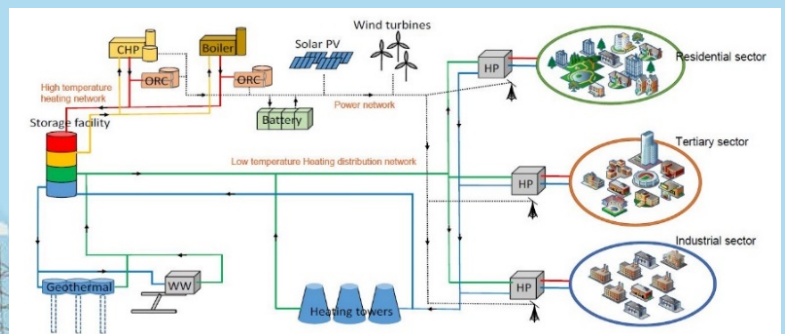 Wind turbines
Solar PV
CHP
Boiler
ORC
ORC
HP
Residential sector
High temperature
heating network
Storage facility
Battery
Power network
Tertiary sector
Low temperature Heating distribution network
HP
Industrial sector
Geothermal
WW
Heating towers
HP